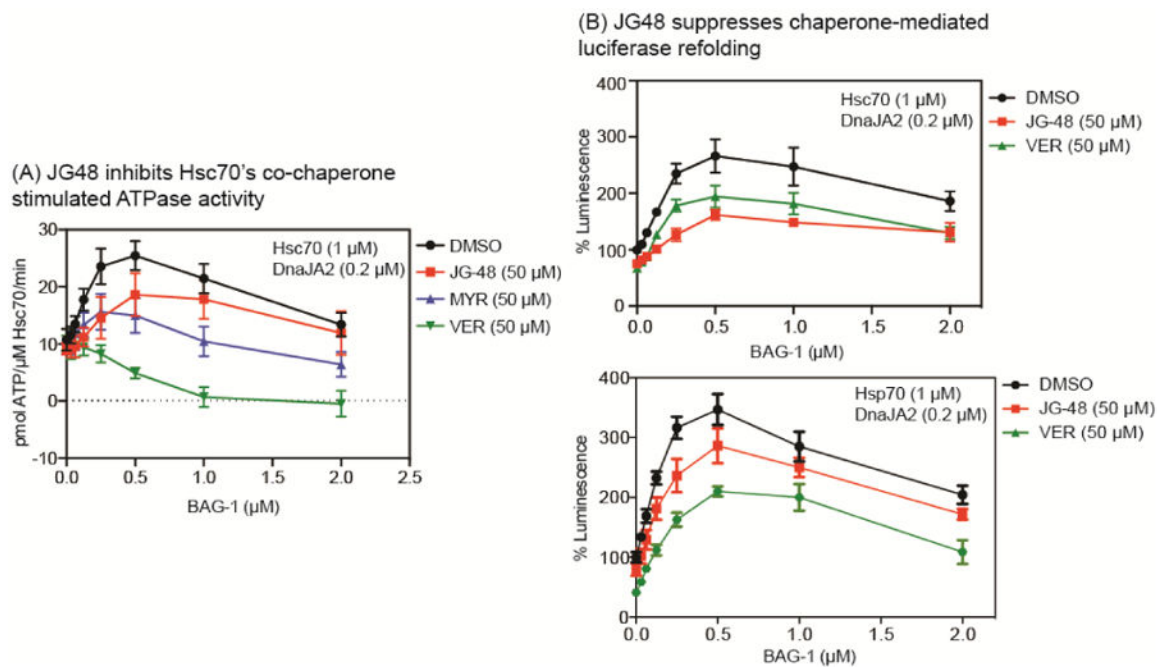 (A) JG48 inhibits Hsc70's co-chaperone
stimulated ATPase activity
30
20
10
0
-10
pmol ATP/µM Hsc70/min
Hsc70 (1 µM)
DnaJA2 (0.2 µM)
DMSO
JG-48 (50 µM)
MYR (50 µM)
VER (50 µM)
0.0 0.5 1.0 1.5 2.0 2.5
BAG-1 (µM)
(B) JG48 suppresses chaperone-mediated
luciferase refolding
400
300
200
100
0
% Luminescence
Hsc70 (1 µM)
DnaJA2 (0.2 µM)
DMSO
JG-48 (50 µM)
VER (50 µM)
0.0 0.5 1.0 1.5 2.0
BAG-1 (µM)
400
300
200
100
0
% Luminescence
Hsp70 (1 µM)
DnaJA2 (0.2 µM)
DMSO
JG-48 (50 µM)
VER (50 µM)
0.0 0.5 1.0 1.5 2.0
BAG-1 (µM)